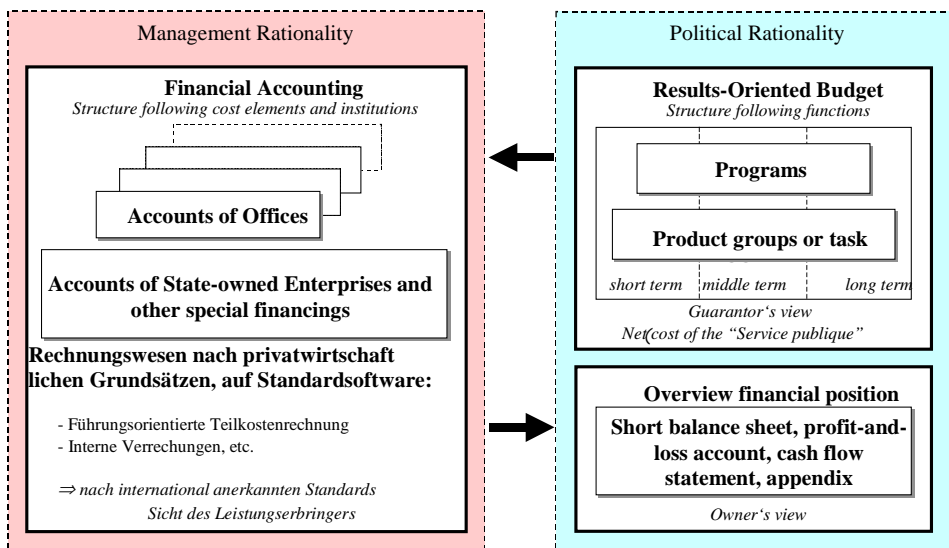 Management Rationality
Financial Accounting
Structure following cost elements and institutions
Accounts of Offices
Accounts of State-owned Enterprises and
other special financings
Rechnungswesen nach privatwirtschaft
lichen Grundsätzen, auf Standardsoftware:
- Führungsorientierte Teilkostenrechnung
- Interne Verrechungen, etc.
⇒ nach international anerkannten Standards
Sicht des Leistungserbringers
Political Rationality
Results-Oriented Budget
Structure following functions
Programs
Product groups or task
short term middle term long term
Guarantor‘s view
Net(cost of the “Service publique”
Overview financial position
Short balance sheet, profit-and-
loss account, cash flow
statement, appendix
Owner‘s view